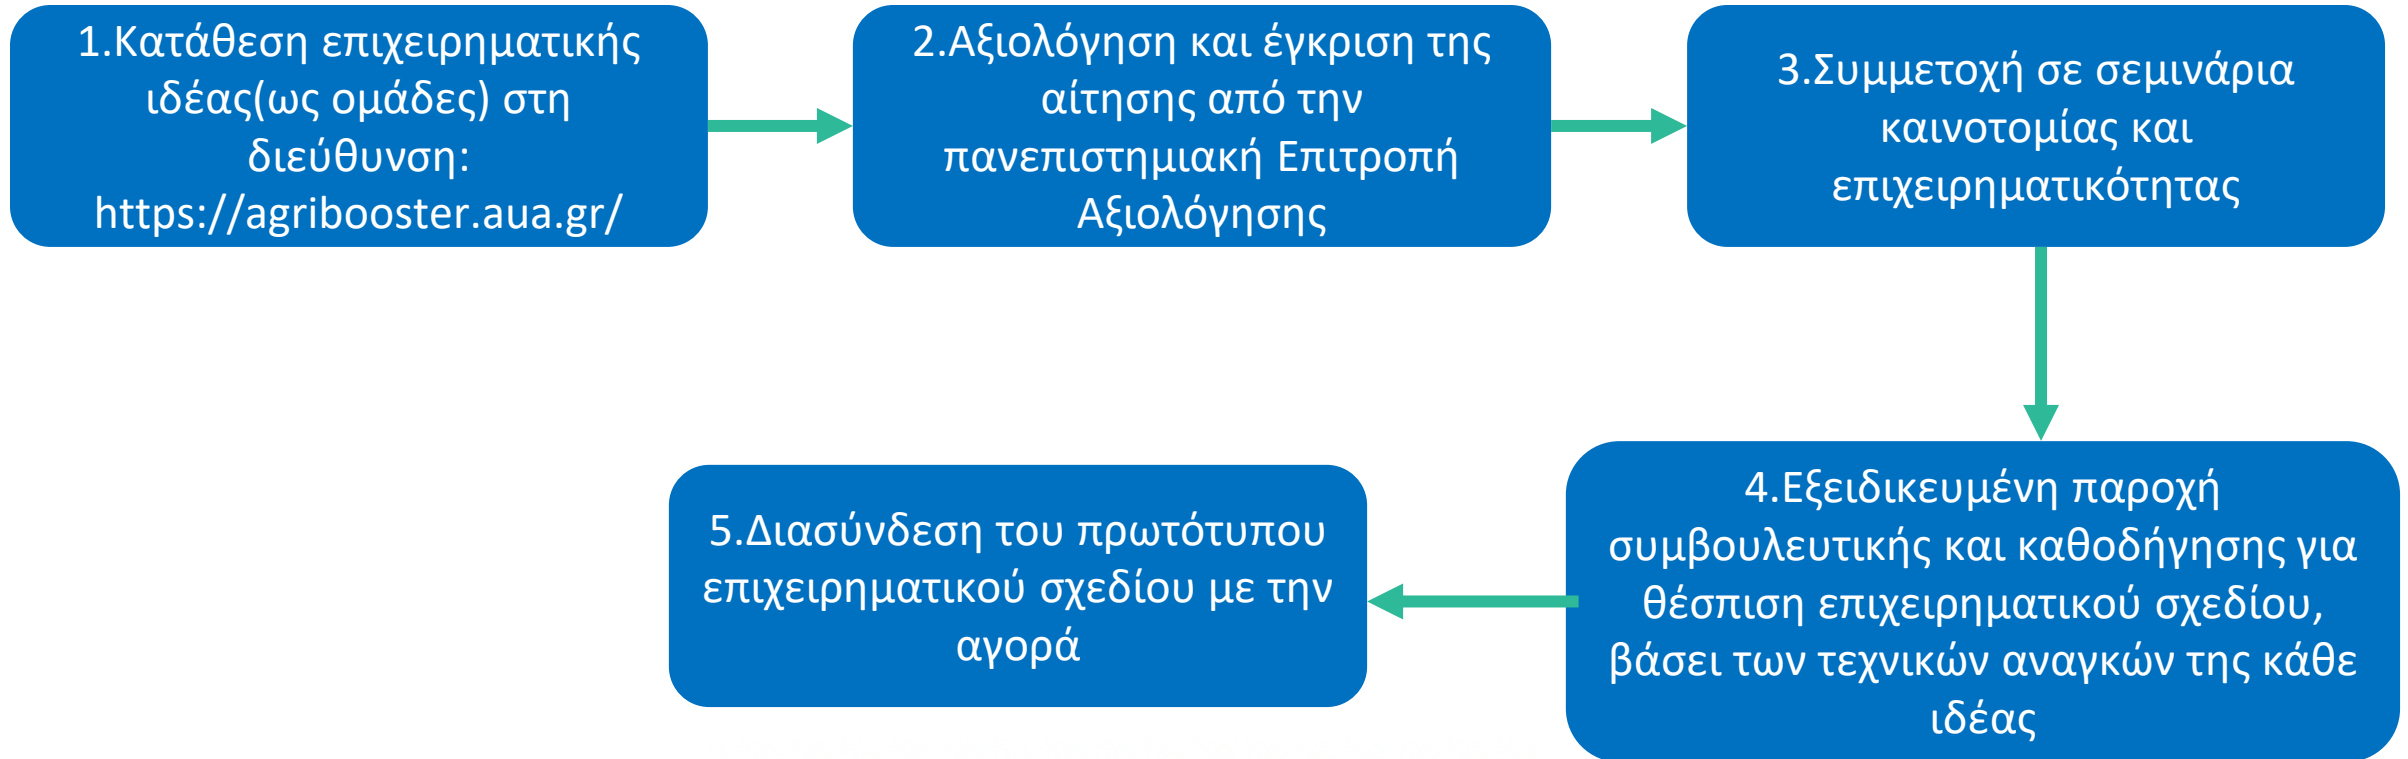 1.Κατάθεση επιχειρηματικής
ιδέας(ως ομάδες) στη
διεύθυνση:
https://agribooster.aua.gr/
2.Αξιολόγηση και έγκριση της
αίτησης από την
πανεπιστημιακή Επιτροπή
Αξιολόγησης
3.Συμμετοχή σε σεμινάρια
καινοτομίας και
επιχειρηματικότητας
4.Εξειδικευμένη παροχή
συμβουλευτικής και καθοδήγησης για
θέσπιση επιχειρηματικού σχεδίου,
βάσει των τεχνικών αναγκών της κάθε
ιδέας
5.Διασύνδεση του πρωτότυπου
επιχειρηματικού σχεδίου με την
αγορά